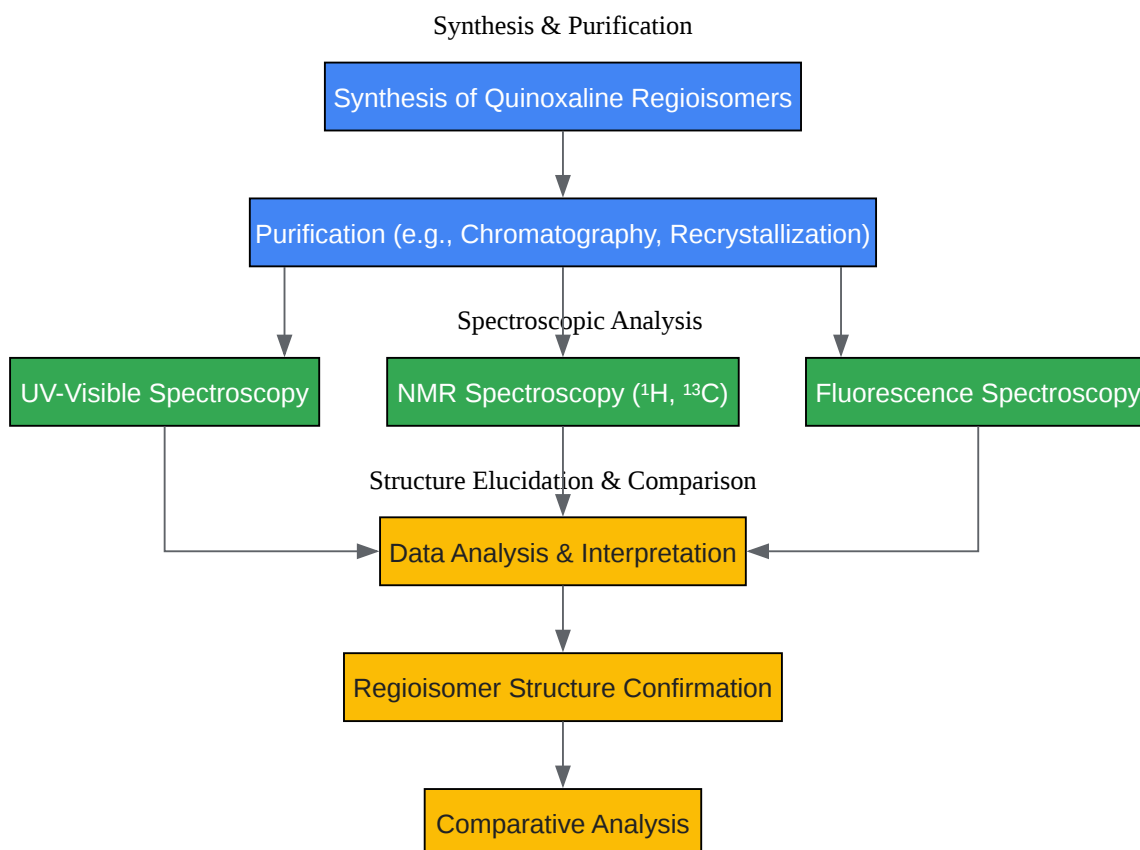 Synthesis & Purification
Synthesis of Quinoxaline Regioisomers
Purification (e.g., Chromatography, Recrystallization)
Spectroscopic Analysis
UV-Visible Spectroscopy
NMR Spectroscopy (¹H, ¹³C)
Fluorescence Spectroscopy
Structure Elucidation & Comparison
Data Analysis & Interpretation
Regioisomer Structure Confirmation
Comparative Analysis